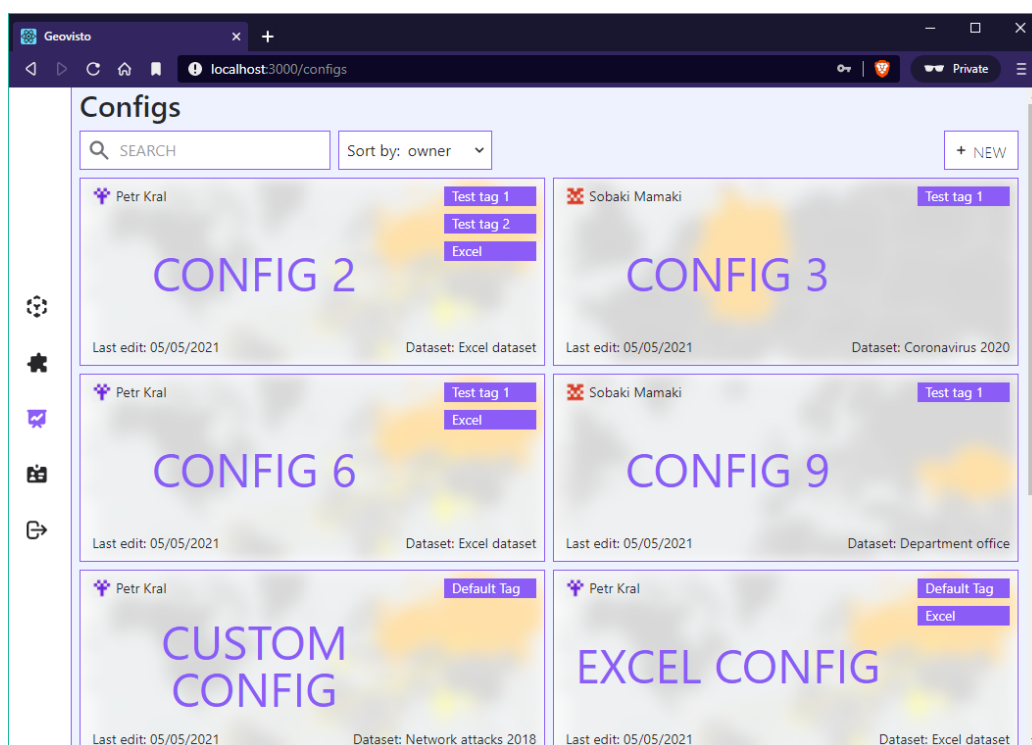 Geovisto
localhost:3000/configs
Private
Configs
SEARCH
Sort by: owner
+ NEW
Petr Kral
Test tag 1
Test tag 2
Excel
CONFIG 2
Last edit: 05/05/2021
Dataset: Excel dataset
Sobaki Mamaki
Test tag 1
CONFIG 3
Last edit: 05/05/2021
Dataset: Coronavirus 2020
Petr Kral
Test tag 1
Excel
CONFIG 6
Last edit: 05/05/2021
Dataset: Excel dataset
Sobaki Mamaki
Test tag 1
CONFIG 9
Last edit: 05/05/2021
Dataset: Department office
Petr Kral
Default Tag
CUSTOM
CONFIG
Last edit: 05/05/2021
Dataset: Network attacks 2018
Petr Kral
Default Tag
Excel
EXCEL CONFIG
Last edit: 05/05/2021
Dataset: Excel dataset